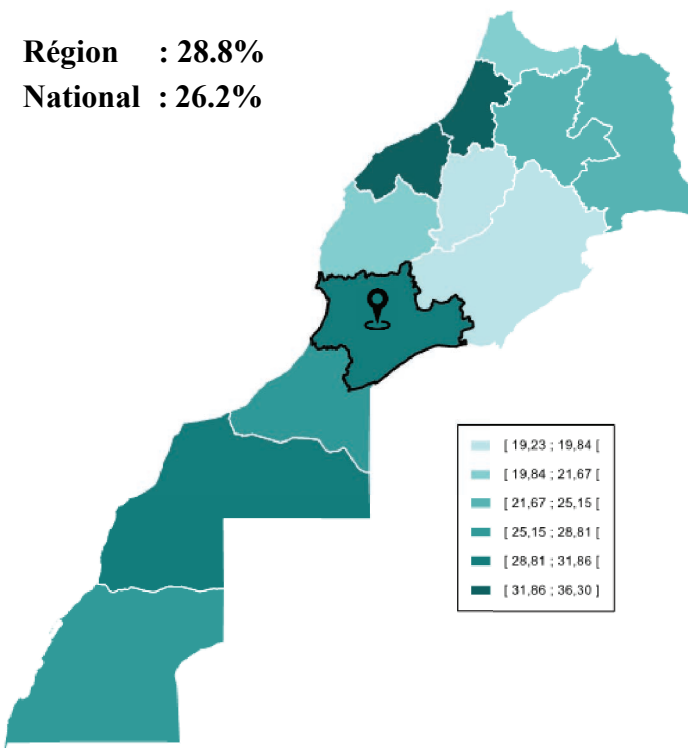 Région : 28.8%
National : 26.2%
[ 19,23 ; 19,84 [
[ 19,84 ; 21,67 [
[ 21,67 ; 25,15 [
[ 25,15 ; 28,81 [
[ 28,81 ; 31,86 [
[ 31,86 ; 36,30 ]